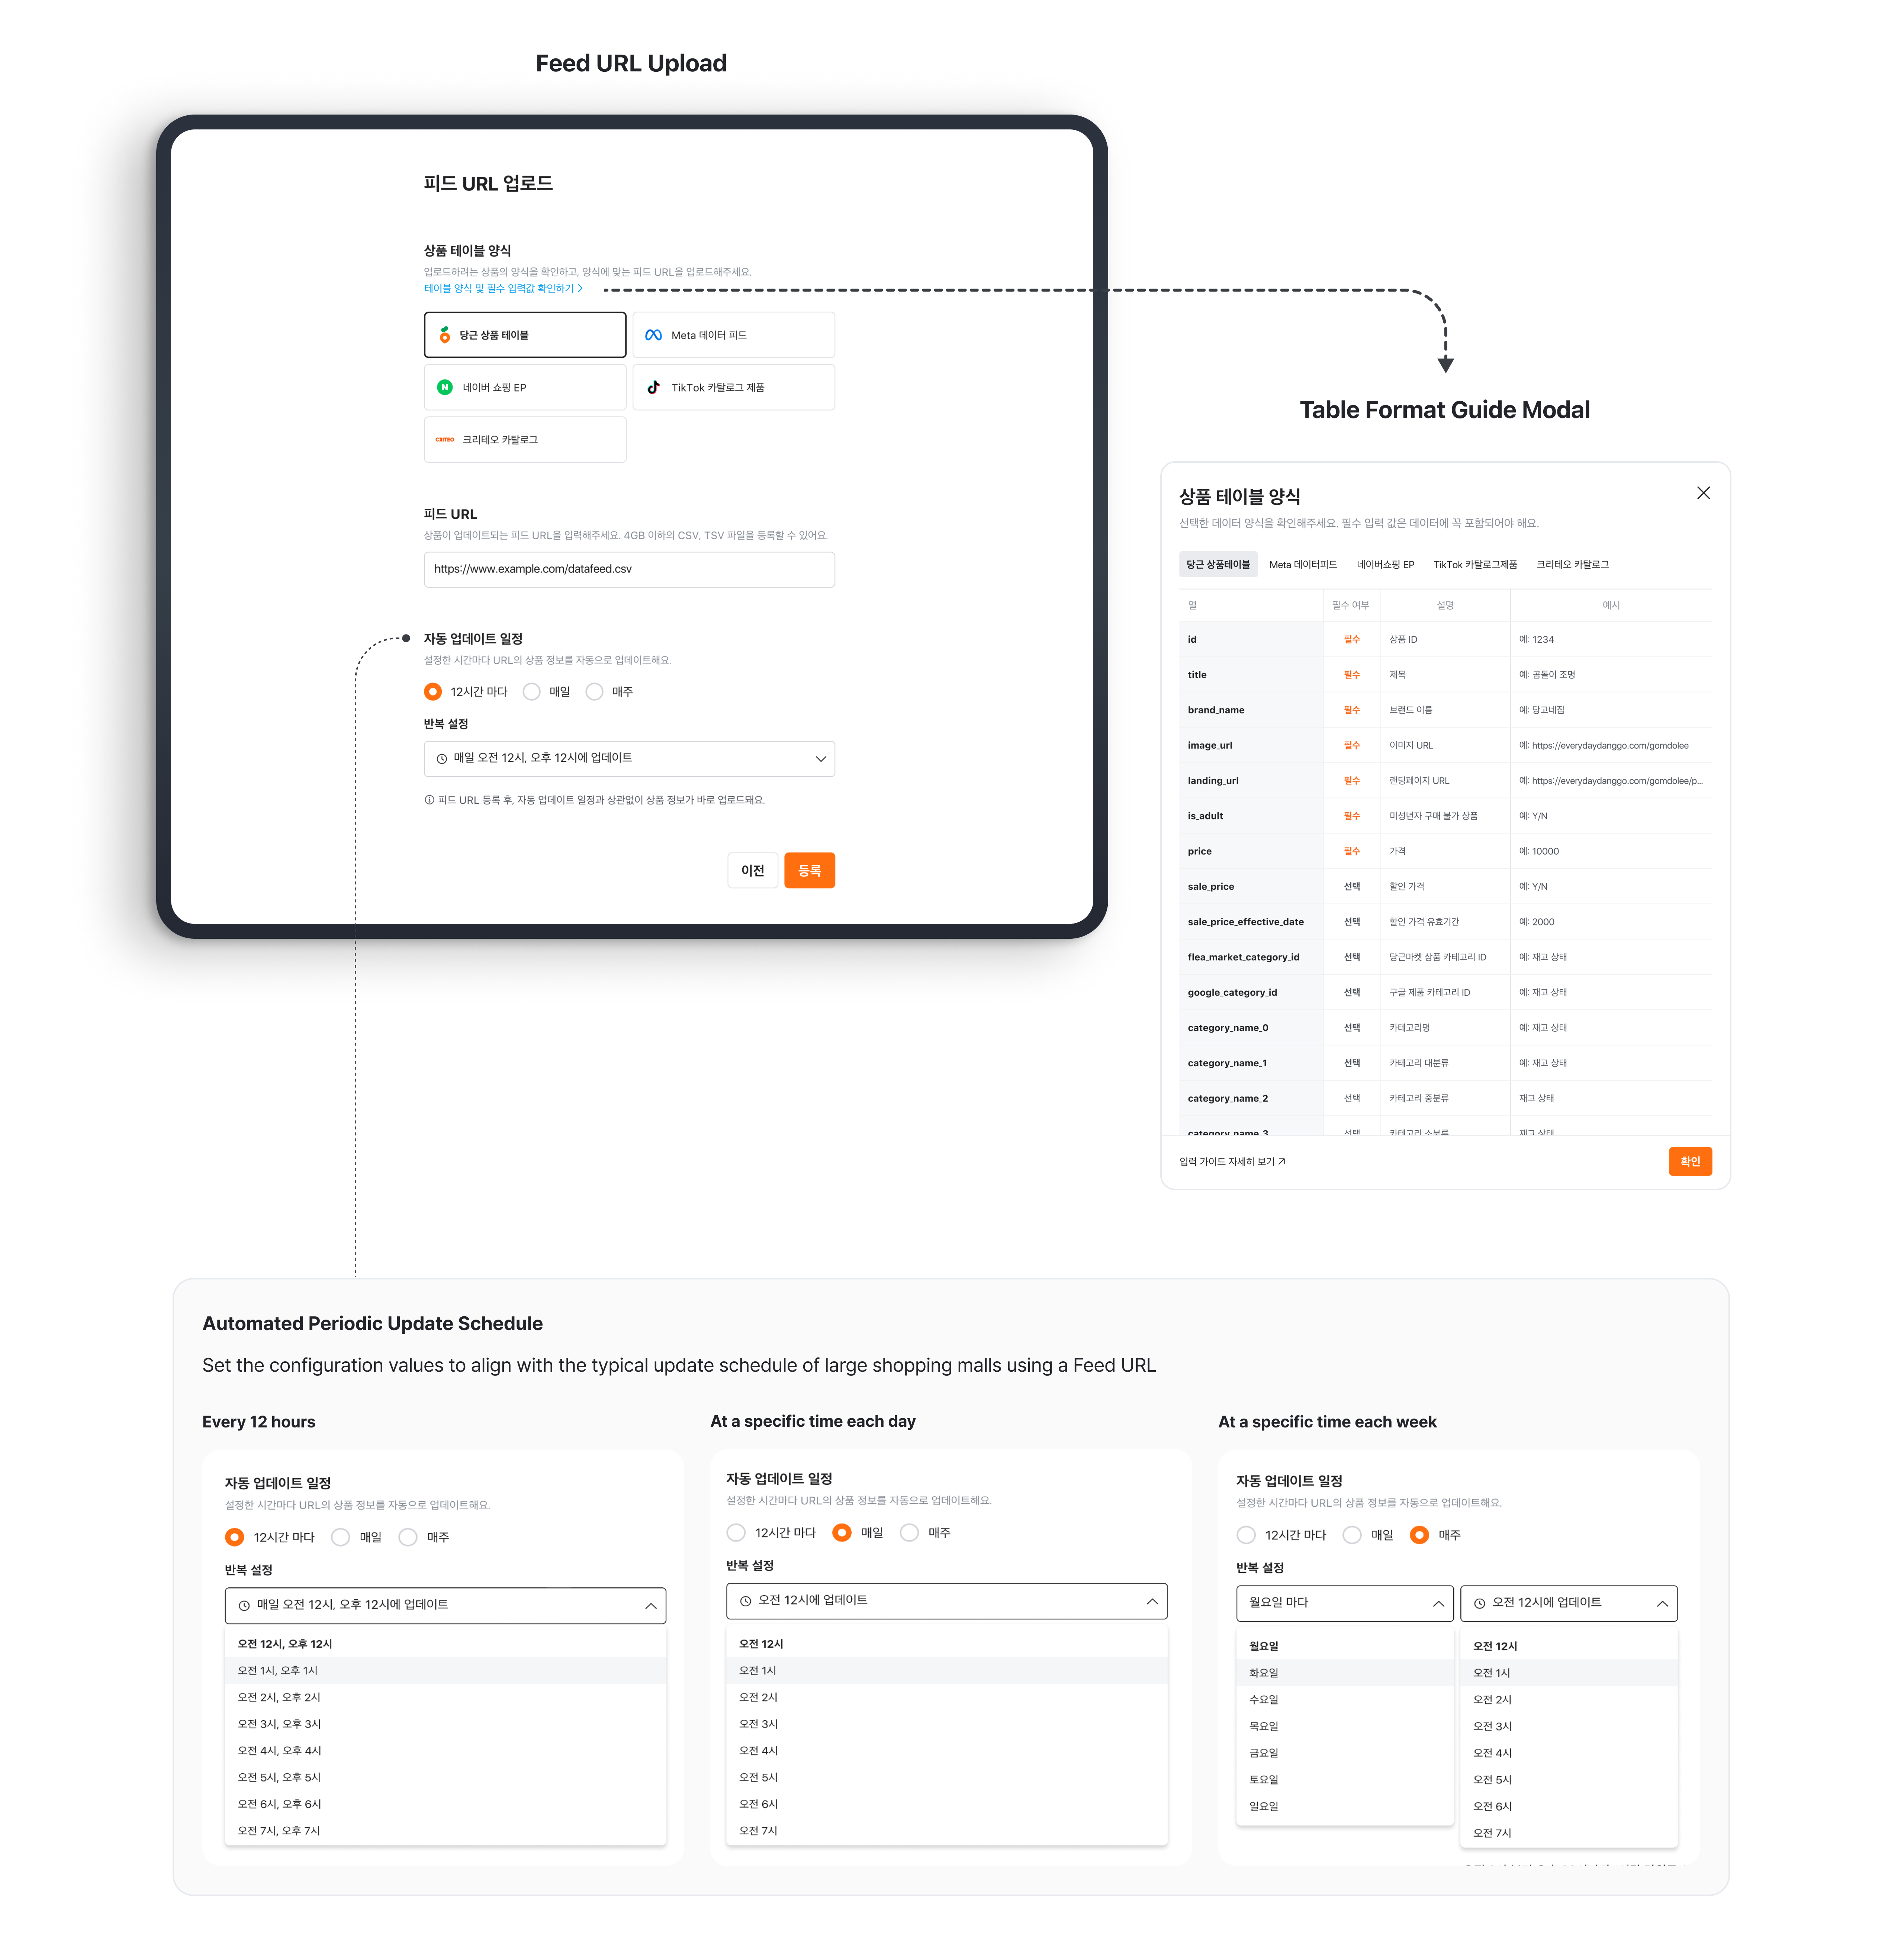 Feed URL Upload
피드 URL 업로드
상품 테이블 양식
업로드하려는 상품의 양식을 확인하고, 양식에 맞는 피드 URL을 업로드해주세요.
테이블 양식 및 필수 입력값 확인하기 >
당근 상품 테이블
Meta 데이터 피드
N 네이버 쇼핑 EP
TikTok 카탈로그 제품
CRITEO 크리테오 카탈로그
피드 URL
상품이 업데이트되는 피드 URL을 입력해주세요. 4GB 이하의 CSV, TSV 파일을 등록할 수 있어요.
https://www.example.com/datafeed.csv
자동 업데이트 일정
설정한 시간마다 URL의 상품 정보를 자동으로 업데이트해요.
12시간 마다 매일 매주
반복 설정
매일 오전 12시, 오후 12시에 업데이트
피드 URL 등록 후, 자동 업데이트 일정과 상관없이 상품 정보가 바로 업로드돼요.
이전 등록
Table Format Guide Modal
상품 테이블 양식
선택한 데이터 양식을 확인해주세요. 필수 입력 값은 데이터에 꼭 포함되어야 해요.
당근 상품테이블 Meta 데이터피드 네이버쇼핑 EP TikTok 카탈로그제품 크리테오 카탈로그
열 필수 여부 설명 예시
id 필수 상품 ID 예: 1234
title 필수 제목 예: 곰돌이 조명
brand_name 필수 브랜드 이름 예: 당고네집
image_url 필수 이미지 URL 예: https://everydaydanggo.com/gomdolee
landing_url 필수 랜딩페이지 URL 예: https://everydaydanggo.com/gomdolee/p...
is_adult 필수 미성년자 구매 불가 상품 예: Y/N
price 필수 가격 예: 10000
sale_price 선택 할인 가격 예: Y/N
sale_price_effective_date 선택 할인 가격 유효기간 예: 2000
flea_market_category_id 선택 당근마켓 상품 카테고리 ID 예: 재고 상태
google_category_id 선택 구글 제품 카테고리 ID 예: 재고 상태
category_name_0 선택 카테고리명 예: 재고 상태
category_name_1 선택 카테고리 대분류 예: 재고 상태
category_name_2 선택 카테고리 중분류 재고 상태
category_name_3 선택 카테고리 소분류 재고 상태
입력 가이드 자세히 보기 ↗
확인
Automated Periodic Update Schedule
Set the configuration values to align with the typical update schedule of large shopping malls using a Feed URL
Every 12 hours
자동 업데이트 일정
설정한 시간마다 URL의 상품 정보를 자동으로 업데이트해요.
12시간 마다 매일 매주
반복 설정
매일 오전 12시, 오후 12시에 업데이트
오전 12시, 오후 12시
오전 1시, 오후 1시
오전 2시, 오후 2시
오전 3시, 오후 3시
오전 4시, 오후 4시
오전 5시, 오후 5시
오전 6시, 오후 6시
오전 7시, 오후 7시
At a specific time each day
자동 업데이트 일정
설정한 시간마다 URL의 상품 정보를 자동으로 업데이트해요.
12시간 마다 매일 매주
반복 설정
오전 12시에 업데이트
오전 12시
오전 1시
오전 2시
오전 3시
오전 4시
오전 5시
오전 6시
오전 7시
At a specific time each week
자동 업데이트 일정
설정한 시간마다 URL의 상품 정보를 자동으로 업데이트해요.
12시간 마다 매일 매주
반복 설정
월요일 마다
월요일
화요일
수요일
목요일
금요일
토요일
일요일
오전 12시에 업데이트
오전 12시
오전 1시
오전 2시
오전 3시
오전 4시
오전 5시
오전 6시
오전 7시